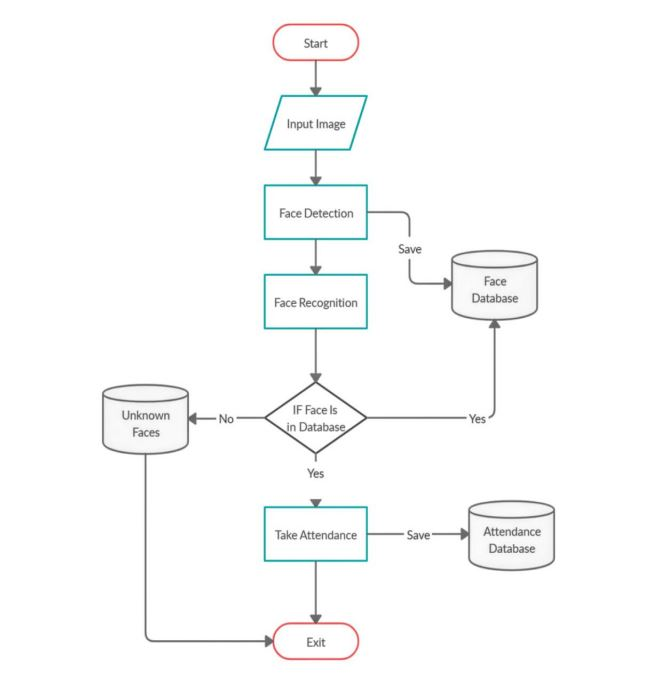 Start
Input Image
Face Detection
Save
Face
Database
Face Recognition
IF Face Is
in Database
No
Unknown
Faces
Yes
Yes
Take Attendance
Save
Attendance
Database
Exit